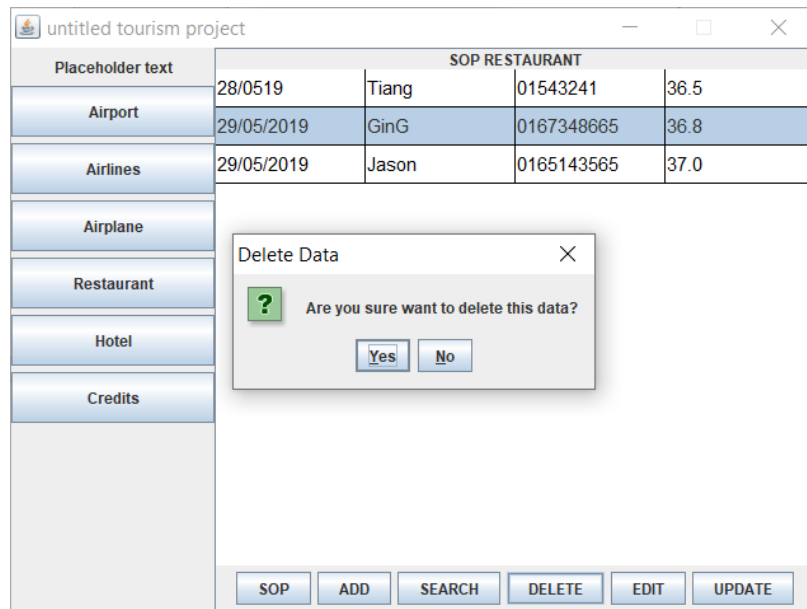 untitled tourism project
Placeholder text
Airport
Airlines
Airplane
Restaurant
Hotel
Credits
SOP RESTAURANT
28/0519 Tiang 01543241 36.5
29/05/2019 GinG 0167348665 36.8
29/05/2019 Jason 0165143565 37.0
Delete Data
?
Are you sure want to delete this data?
Yes No
SOP ADD SEARCH DELETE EDIT UPDATE